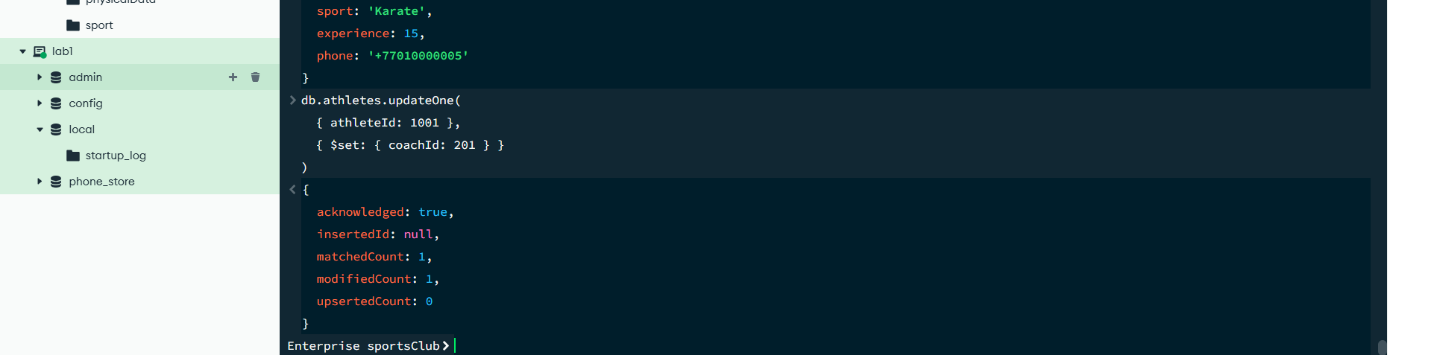 physicalData
sport
lab1
admin
config
local
startup_log
phone_store
sport: 'Karate',
experience: 15,
phone: '+77010000005'
}
db.athletes.updateOne(
{ athleteId: 1001 },
{ $set: { coachId: 201 } }
)
{
acknowledged: true,
insertedId: null,
matchedCount: 1,
modifiedCount: 1,
upsertedCount: 0
}
Enterprise sportsClub>